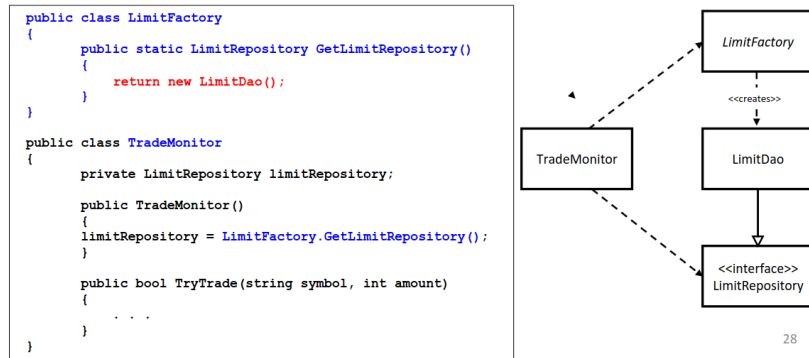 public class LimitFactory
{
public static LimitRepository GetLimitRepository()
{
return new LimitDao();
}
}
public class TradeMonitor
{
private LimitRepository limitRepository;
public TradeMonitor()
{
limitRepository = LimitFactory.GetLimitRepository();
}
public bool TryTrade(string symbol, int amount)
{
. . .
}
}
LimitFactory
<<creates>>
TradeMonitor
LimitDao
<<interface>>
LimitRepository
28